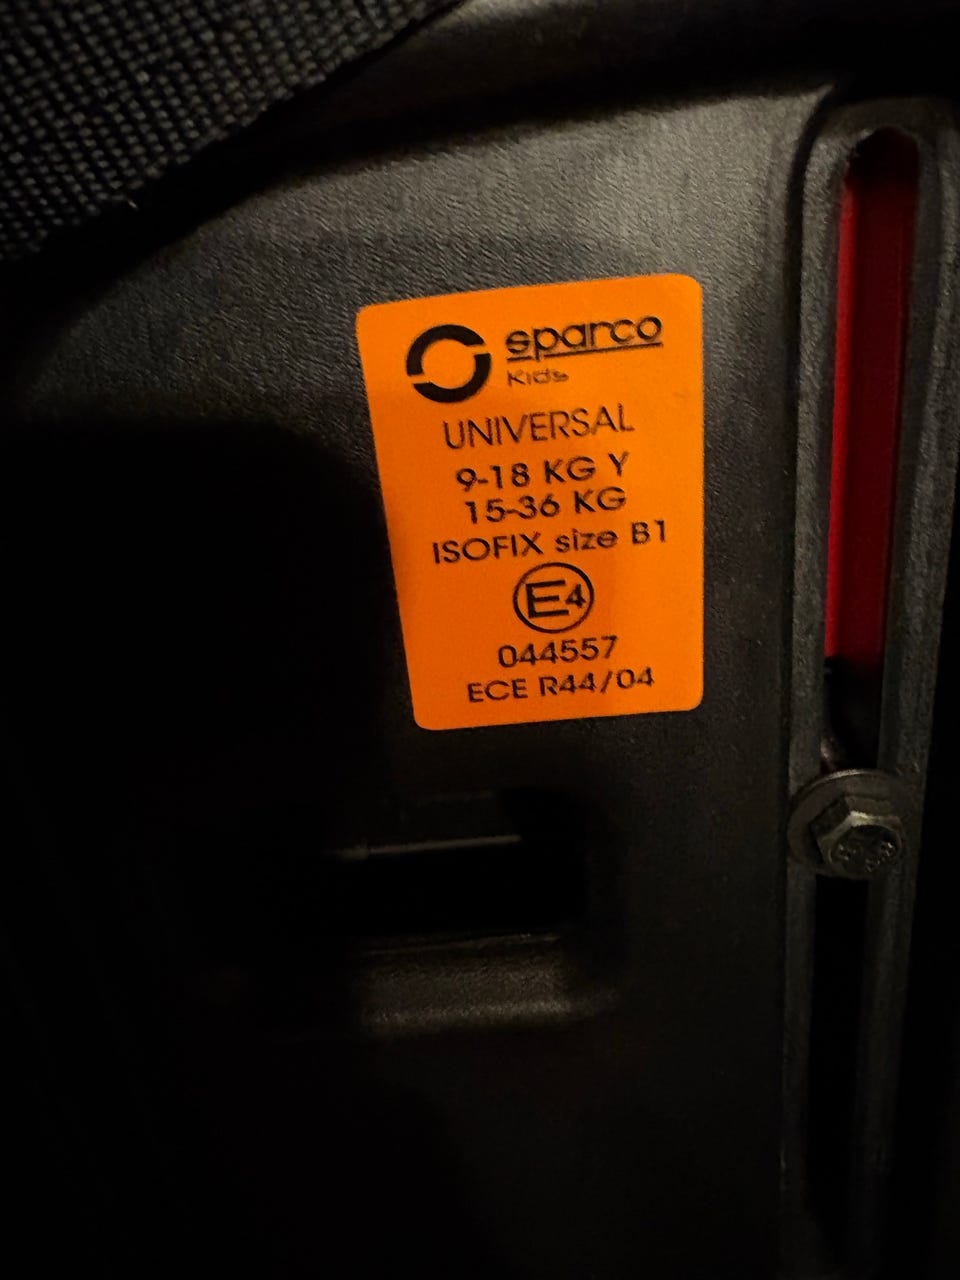 sparco
Kids
UNIVERSAL
9-18 KG Y
15-36 KG
ISOFIX size B1
E4
044557
ECE R44/04